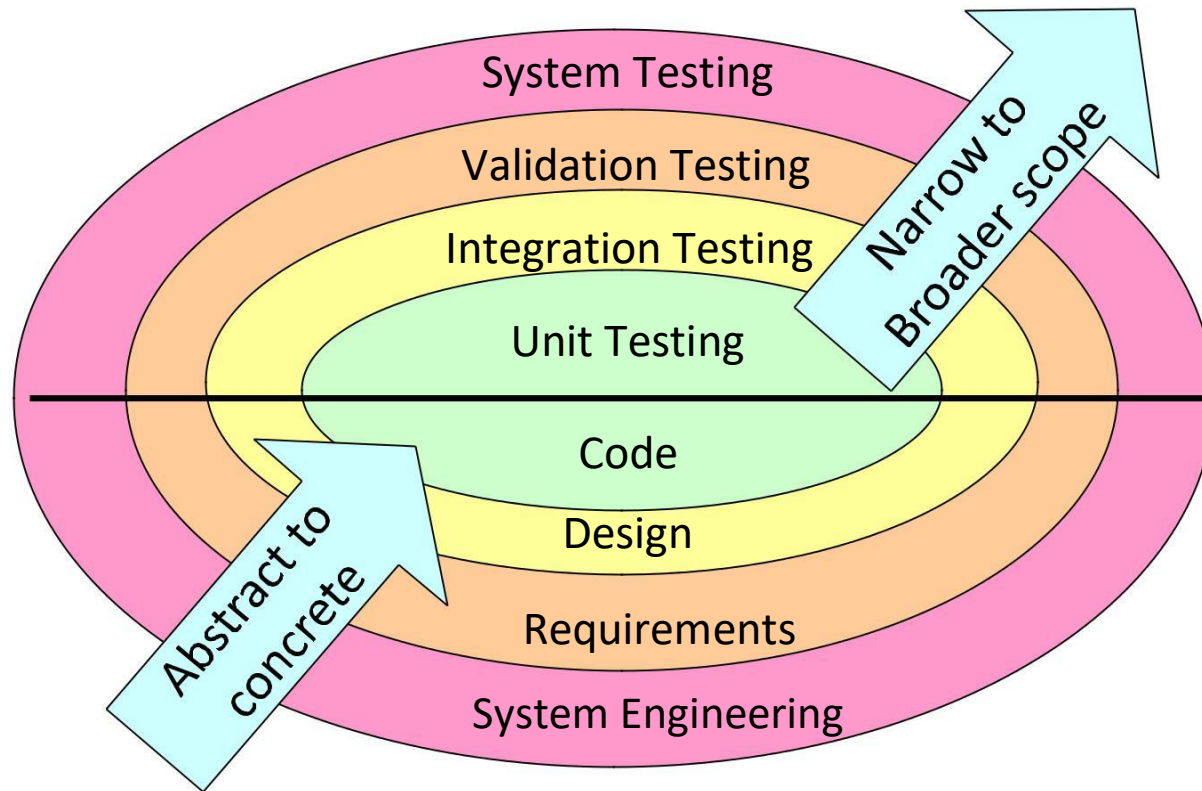 System Testing
Validation Testing
Integration Testing
Unit Testing
Narrow to
Broader scope
Code
Design
Requirements
System Engineering
Abstract to
concrete